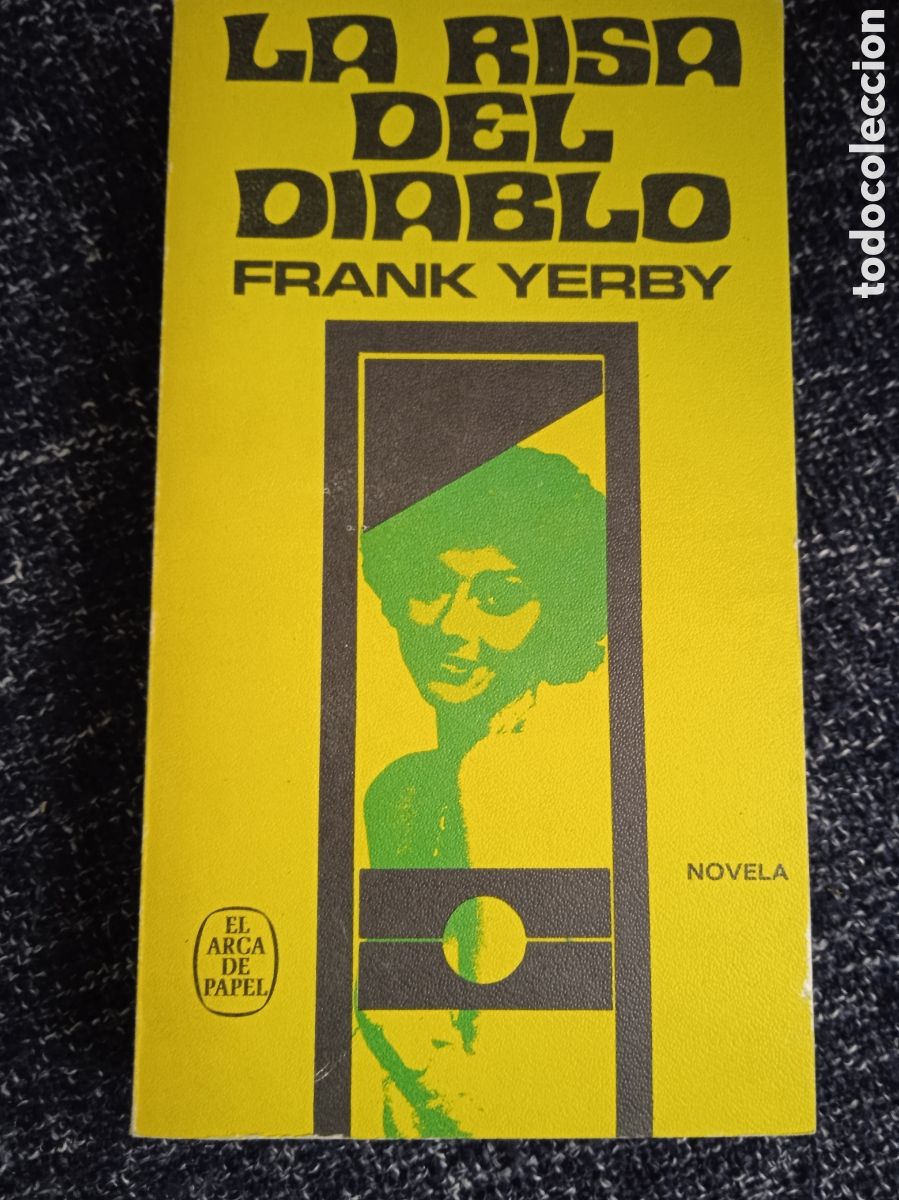 LA RISA
DEL
DIABLO
FRANK YERBY
NOVELA
EL
ARCA
DE
PAPEL
todocoleccion